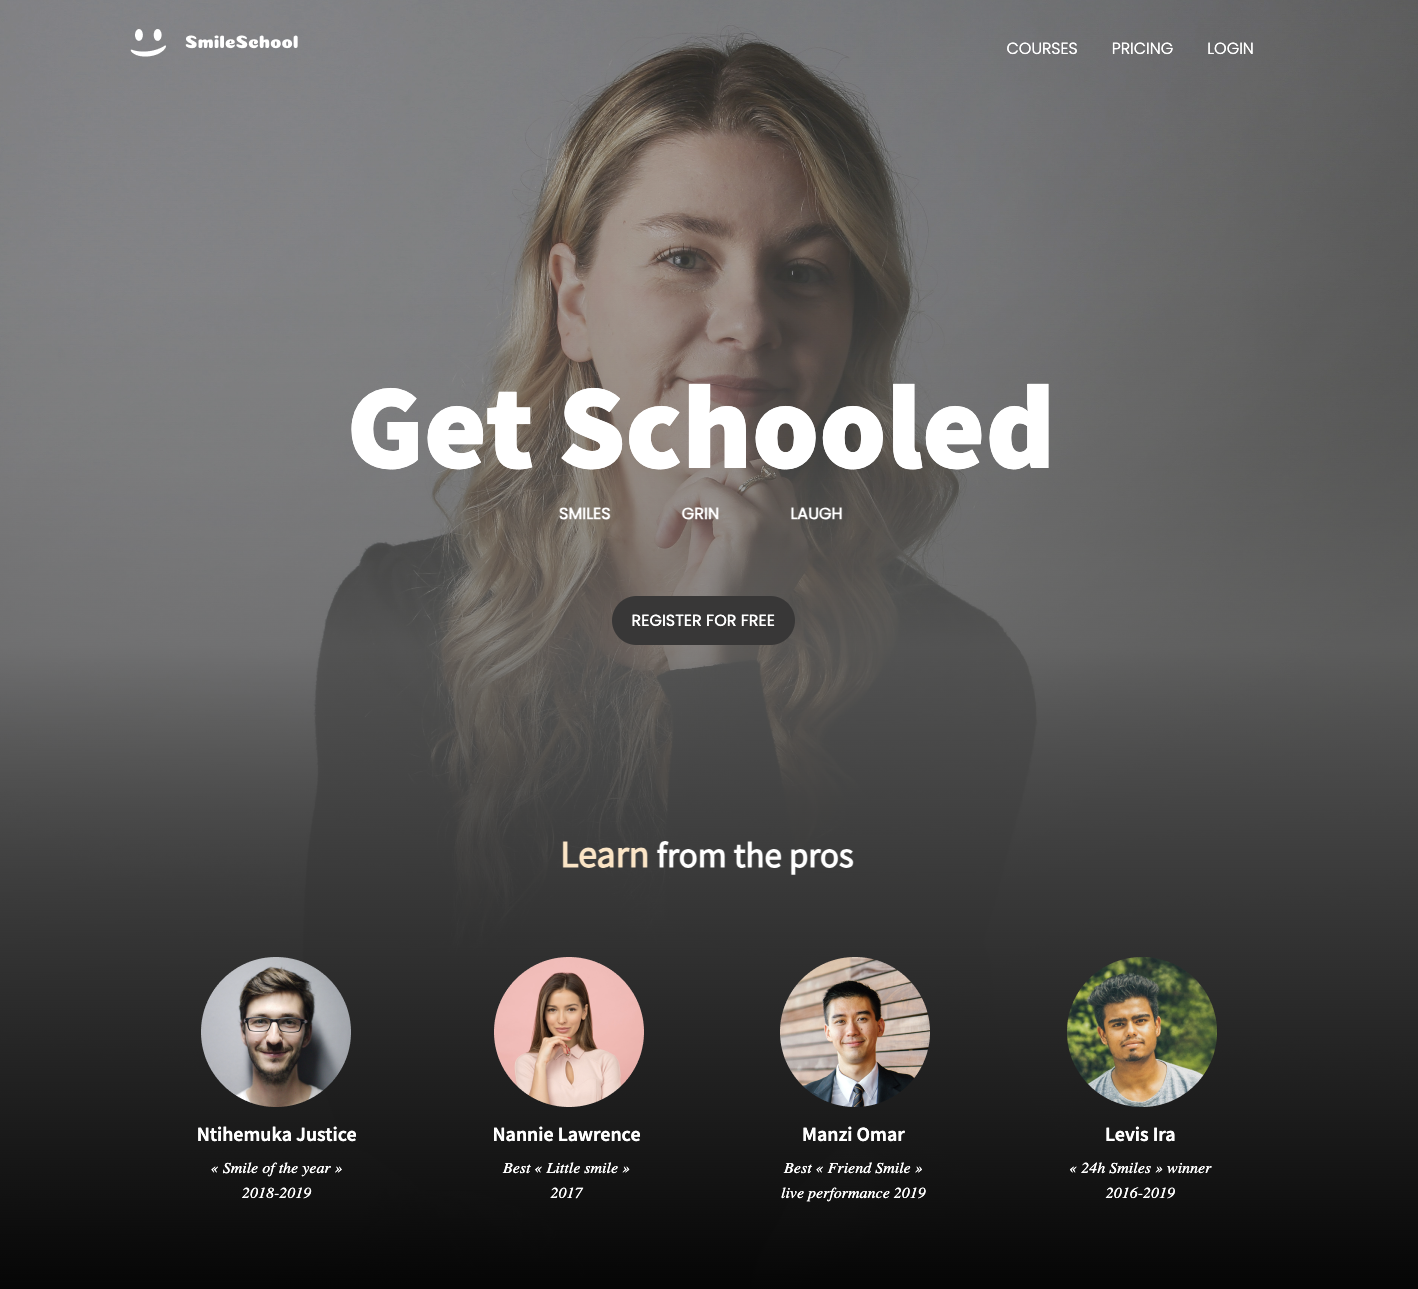 SmileSchool
COURSES PRICING LOGIN
Get Schooled
SMILES GRIN LAUGH
REGISTER FOR FREE
Learn from the pros
Ntihemuka Justice
« Smile of the year »
2018-2019
Nannie Lawrence
Best « Little smile »
2017
Manzi Omar
Best « Friend Smile »
live performance 2019
Levis Ira
« 24h Smiles » winner
2016-2019